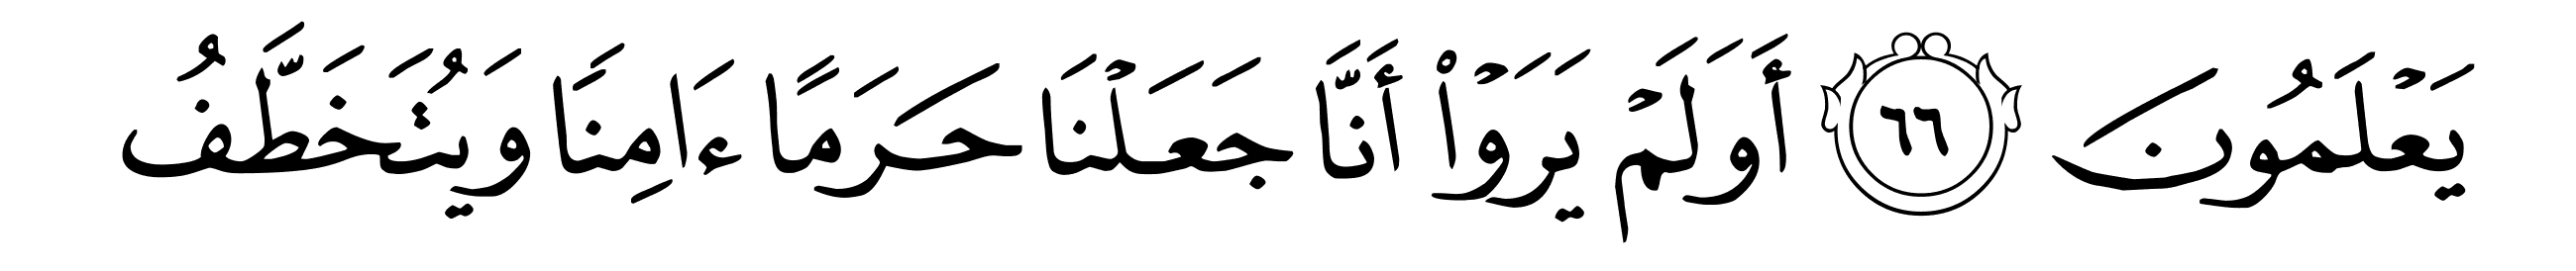 يَعْلَمُونَ ٦٦ أَوَلَمْ يَرَوْا۟ أَنَّا جَعَلْنَا حَرَمًا ءَامِنًا وَيُتَخَطَّفُ